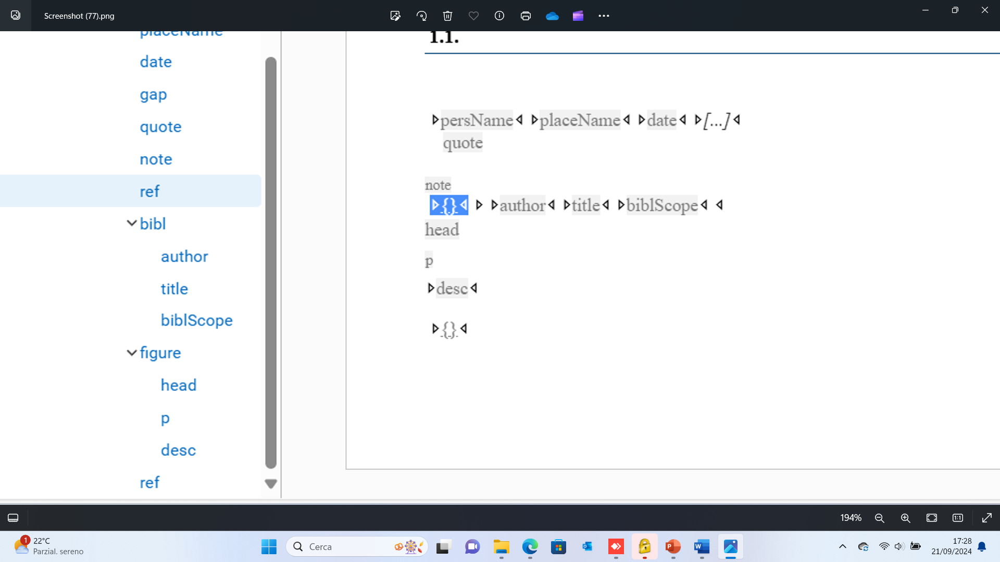 Screenshot (77).png
placeName
date
gap
quote
note
ref
bibl
author
title
biblScope
figure
head
p
desc
ref
1.1.
persName placeName date [...]
quote
note
{} author title biblScope
head
p
desc
{}
194%
1
22°C
Parzial. sereno
Cerca
17:28
21/09/2024